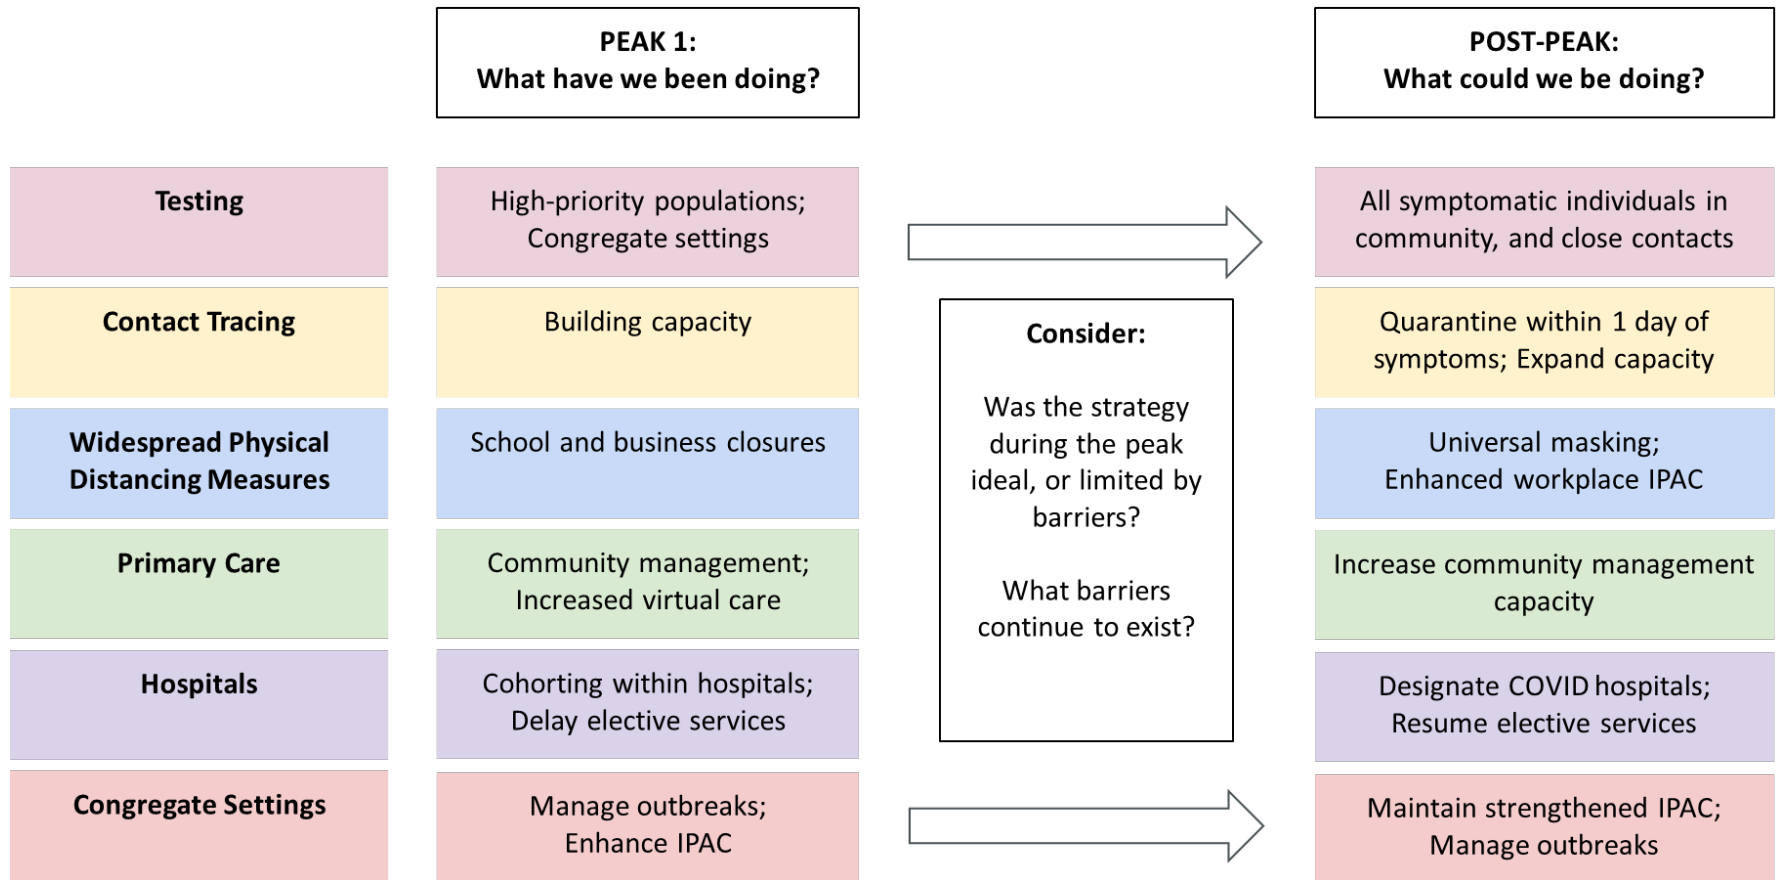 PEAK 1:
What have we been doing?
POST-PEAK:
What could we be doing?
Testing
High-priority populations;
Congregate settings
All symptomatic individuals in
community, and close contacts
Contact Tracing
Building capacity
Quarantine within 1 day of
symptoms; Expand capacity
Widespread Physical
Distancing Measures
School and business closures
Universal masking;
Enhanced workplace IPAC
Primary Care
Community management;
Increased virtual care
Increase community management
capacity
Hospitals
Cohorting within hospitals;
Delay elective services
Designate COVID hospitals;
Resume elective services
Congregate Settings
Manage outbreaks;
Enhance IPAC
Maintain strengthened IPAC;
Manage outbreaks
Consider:
Was the strategy
during the peak
ideal, or limited by
barriers?
What barriers
continue to exist?